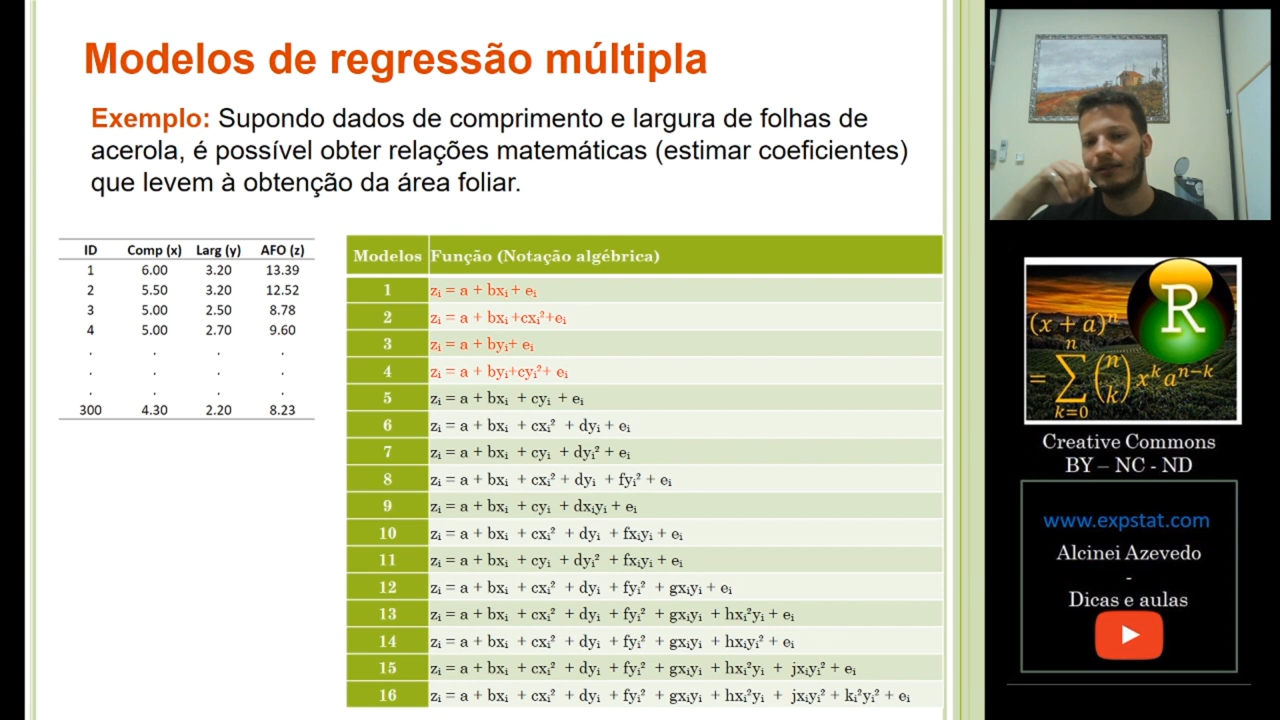 Modelos de regressão múltipla
Exemplo: Supondo dados de comprimento e largura de folhas de
acerola, é possível obter relações matemáticas (estimar coeficientes)
que levem à obtenção da área foliar.
ID Comp (x) Larg (y) AFO (z)
1 6.00 3.20 13.39
2 5.50 3.20 12.52
3 5.00 2.50 8.78
4 5.00 2.70 9.60
. . . .
. . . .
. . . .
300 4.30 2.20 8.23
Modelos Função (Notação algébrica)
1 zᵢ = a + bxᵢ + eᵢ
2 zᵢ = a + bxᵢ +cxᵢ²+eᵢ
3 zᵢ = a + byᵢ+ eᵢ
4 zᵢ = a + byᵢ+cyᵢ²+ eᵢ
5 zᵢ = a + bxᵢ + cyᵢ + eᵢ
6 zᵢ = a + bxᵢ + cxᵢ² + dyᵢ + eᵢ
7 zᵢ = a + bxᵢ + cyᵢ + dyᵢ² + eᵢ
8 zᵢ = a + bxᵢ + cxᵢ² + dyᵢ + fyᵢ² + eᵢ
9 zᵢ = a + bxᵢ + cyᵢ + dxᵢyᵢ + eᵢ
10 zᵢ = a + bxᵢ + cxᵢ² + dyᵢ + fxᵢyᵢ + eᵢ
11 zᵢ = a + bxᵢ + cyᵢ + dyᵢ² + fxᵢyᵢ + eᵢ
12 zᵢ = a + bxᵢ + cxᵢ² + dyᵢ + fyᵢ² + gxᵢyᵢ + eᵢ
13 zᵢ = a + bxᵢ + cxᵢ² + dyᵢ + fyᵢ² + gxᵢyᵢ + hxᵢ²yᵢ + eᵢ
14 zᵢ = a + bxᵢ + cxᵢ² + dyᵢ + fyᵢ² + gxᵢyᵢ + hxᵢyᵢ² + eᵢ
15 zᵢ = a + bxᵢ + cxᵢ² + dyᵢ + fyᵢ² + gxᵢyᵢ + hxᵢ²yᵢ + jxᵢyᵢ² + eᵢ
16 zᵢ = a + bxᵢ + cxᵢ² + dyᵢ + fyᵢ² + gxᵢyᵢ + hxᵢ²yᵢ + jxᵢyᵢ² + kᵢ²yᵢ² + eᵢ
R
(x + a)ⁿ
n
= ∑ (n k) xᵏaⁿ⁻ᵏ
k=0
Creative Commons
BY – NC - ND
www.expstat.com
Alcinei Azevedo
-
Dicas e aulas